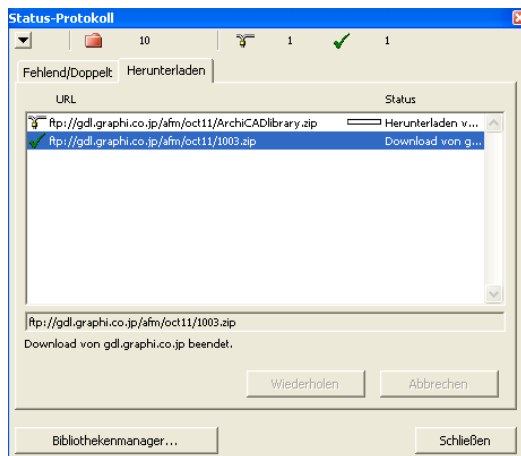 Status-Protokoll
10 1 1
Fehlend/Doppelt Herunterladen
URL Status
ftp://gdl.graphi.co.jp/afm/oct11/ArchiCADlibrary.zip Herunterladen v...
ftp://gdl.graphi.co.jp/afm/oct11/1003.zip Download von g...
ftp://gdl.graphi.co.jp/afm/oct11/1003.zip
Download von gdl.graphi.co.jp beendet.
Wiederholen Abbrechen
Bibliothekenmanager... Schließen